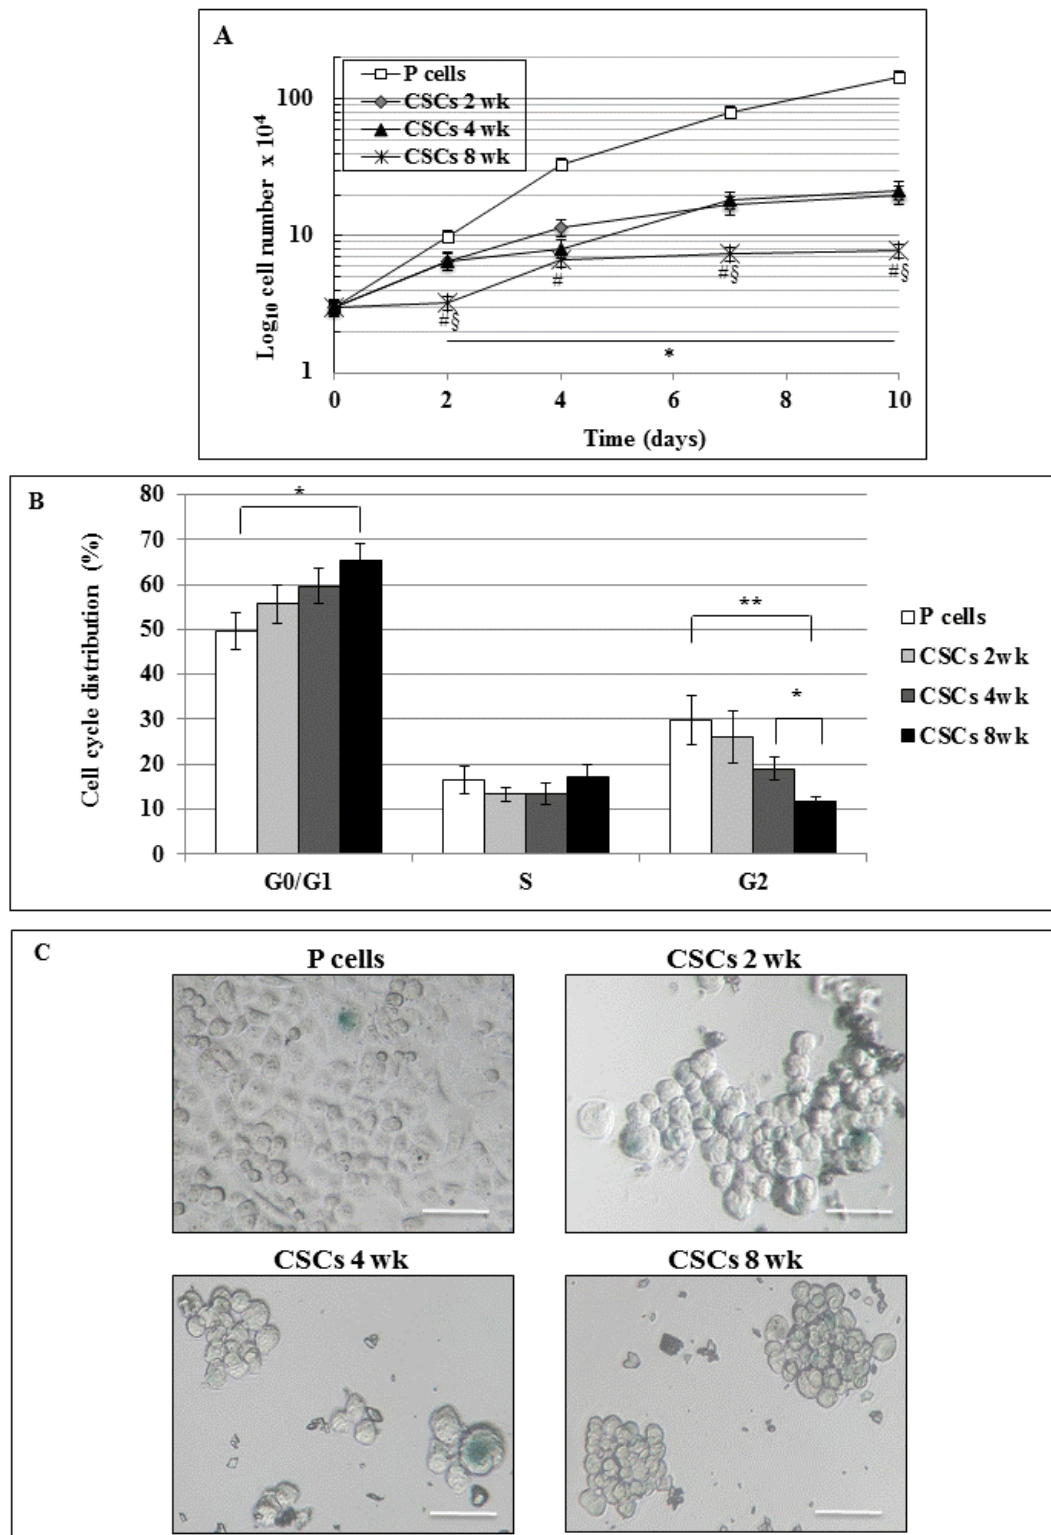 A
P cells
CSCs 2 wk
CSCs 4 wk
CSCs 8 wk
100
10
1
Log10 cell number x 10⁴
#§
#
#§
#§
*
0 2 4 6 8 10
Time (days)
B
80
70
60
50
40
30
20
10
0
Cell cycle distribution (%)
*
**
*
P cells
CSCs 2wk
CSCs 4wk
CSCs 8wk
G0/G1 S G2
C
P cells
CSCs 2 wk
CSCs 4 wk
CSCs 8 wk